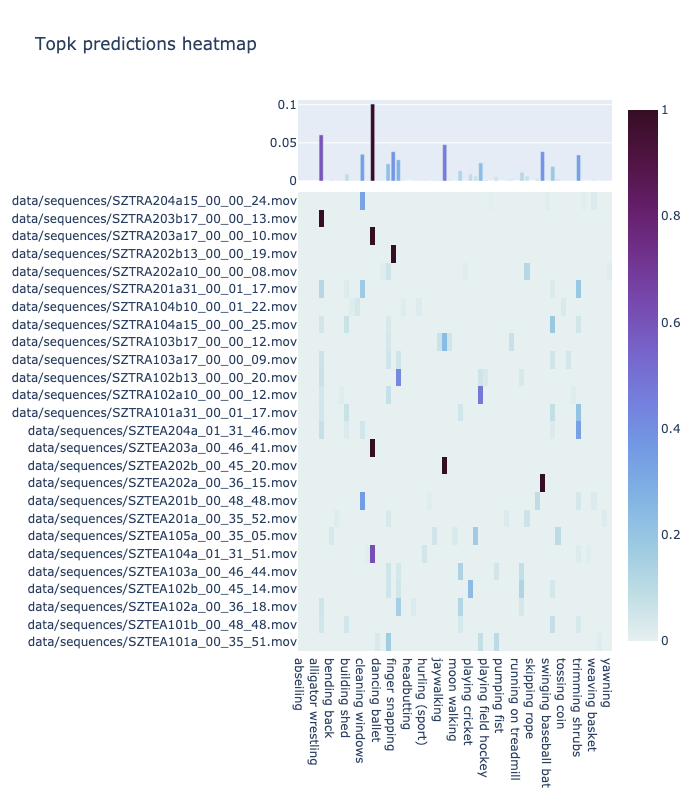 Topk predictions heatmap
0.1
0.05
0
data/sequences/SZTRA204a15_00_00_24.mov
data/sequences/SZTRA203b17_00_00_13.mov
data/sequences/SZTRA203a17_00_00_10.mov
data/sequences/SZTRA202b13_00_00_19.mov
data/sequences/SZTRA202a10_00_00_08.mov
data/sequences/SZTRA201a31_00_01_17.mov
data/sequences/SZTRA104b10_00_01_22.mov
data/sequences/SZTRA104a15_00_00_25.mov
data/sequences/SZTRA103b17_00_00_12.mov
data/sequences/SZTRA103a17_00_00_09.mov
data/sequences/SZTRA102b13_00_00_20.mov
data/sequences/SZTRA102a10_00_00_12.mov
data/sequences/SZTRA101a31_00_01_17.mov
data/sequences/SZTEA204a_01_31_46.mov
data/sequences/SZTEA203a_00_46_41.mov
data/sequences/SZTEA202b_00_45_20.mov
data/sequences/SZTEA202a_00_36_15.mov
data/sequences/SZTEA201b_00_48_48.mov
data/sequences/SZTEA201a_00_35_52.mov
data/sequences/SZTEA105a_00_35_05.mov
data/sequences/SZTEA104a_01_31_51.mov
data/sequences/SZTEA103a_00_46_44.mov
data/sequences/SZTEA102b_00_45_14.mov
data/sequences/SZTEA102a_00_36_18.mov
data/sequences/SZTEA101b_00_48_48.mov
data/sequences/SZTEA101a_00_35_51.mov
abseiling
alligator wrestling
bending back
building shed
cleaning windows
dancing ballet
finger snapping
headbutting
hurling (sport)
jaywalking
moon walking
playing cricket
playing field hockey
pumping fist
running on treadmill
skipping rope
swinging baseball bat
tossing coin
trimming shrubs
weaving basket
yawning
1
0.8
0.6
0.4
0.2
0